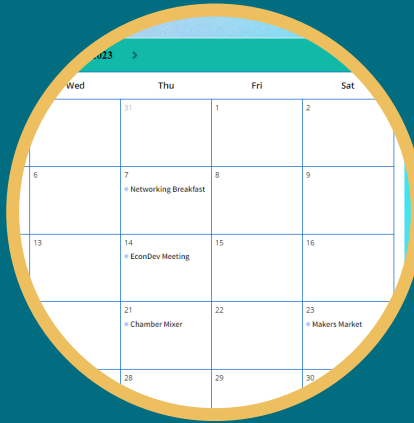 2023
Wed Thu Fri Sat
31 1 2
6 7 8 9
Networking Breakfast
13 14 15 16
EconDev Meeting
21 22 23
Chamber Mixer Makers Market
28 29 30